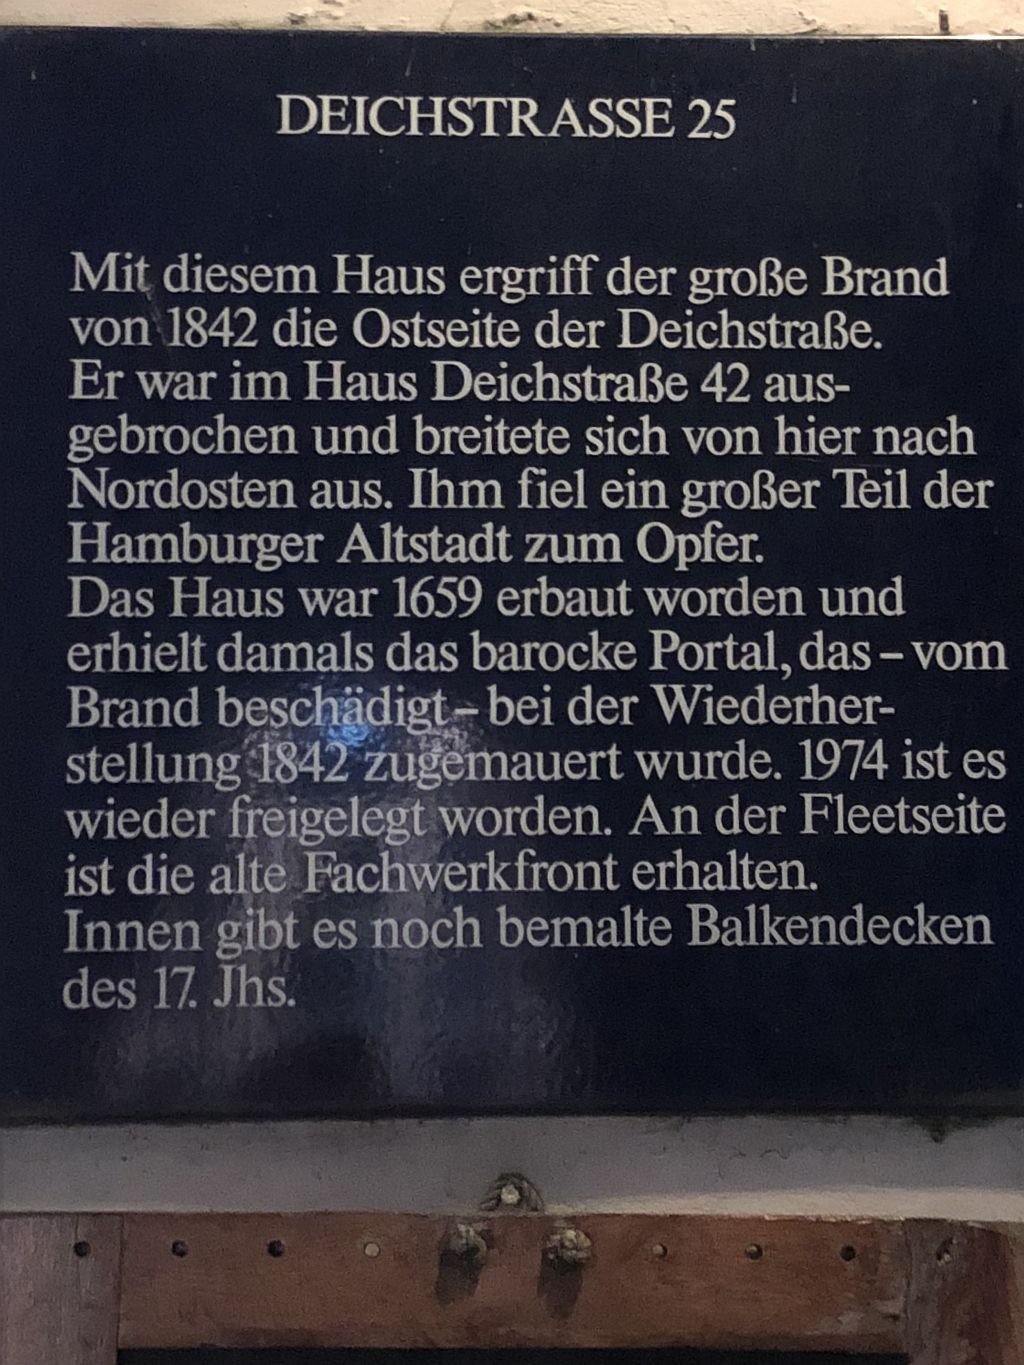 DEICHSTRASSE 25
Mit diesem Haus ergriff der große Brand
von 1842 die Ostseite der Deichstraße.
Er war im Haus Deichstraße 42 aus-
gebrochen und breitete sich von hier nach
Nordosten aus. Ihm fiel ein großer Teil der
Hamburger Altstadt zum Opfer.
Das Haus war 1659 erbaut worden und
erhielt damals das barocke Portal, das – vom
Brand beschädigt – bei der Wiederher-
stellung 1842 zugemauert wurde. 1974 ist es
wieder freigelegt worden. An der Fleetseite
ist die alte Fachwerkfront erhalten.
Innen gibt es noch bemalte Balkendecken
des 17. Jhs.